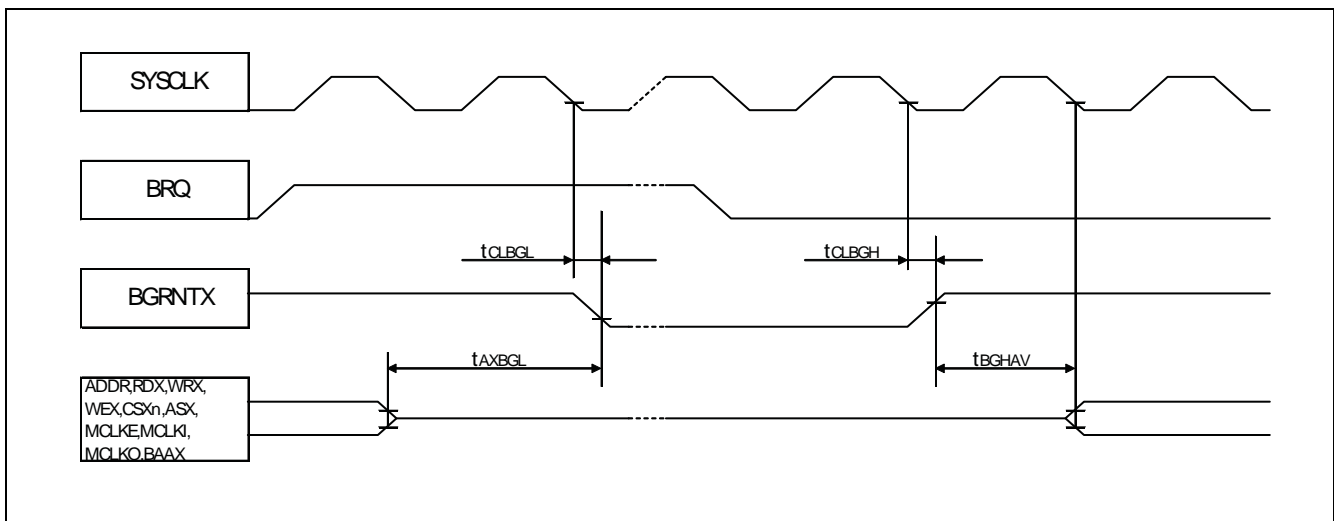 SYSCLK
BRQ
tCLBGL
tCLBGH
BGRNTX
tAXBGL
tBGHAV
ADDR,RDX,WRX,
WEX,CSXn,ASX,
MCLKE,MCLKI,
MCLKO,BAAX